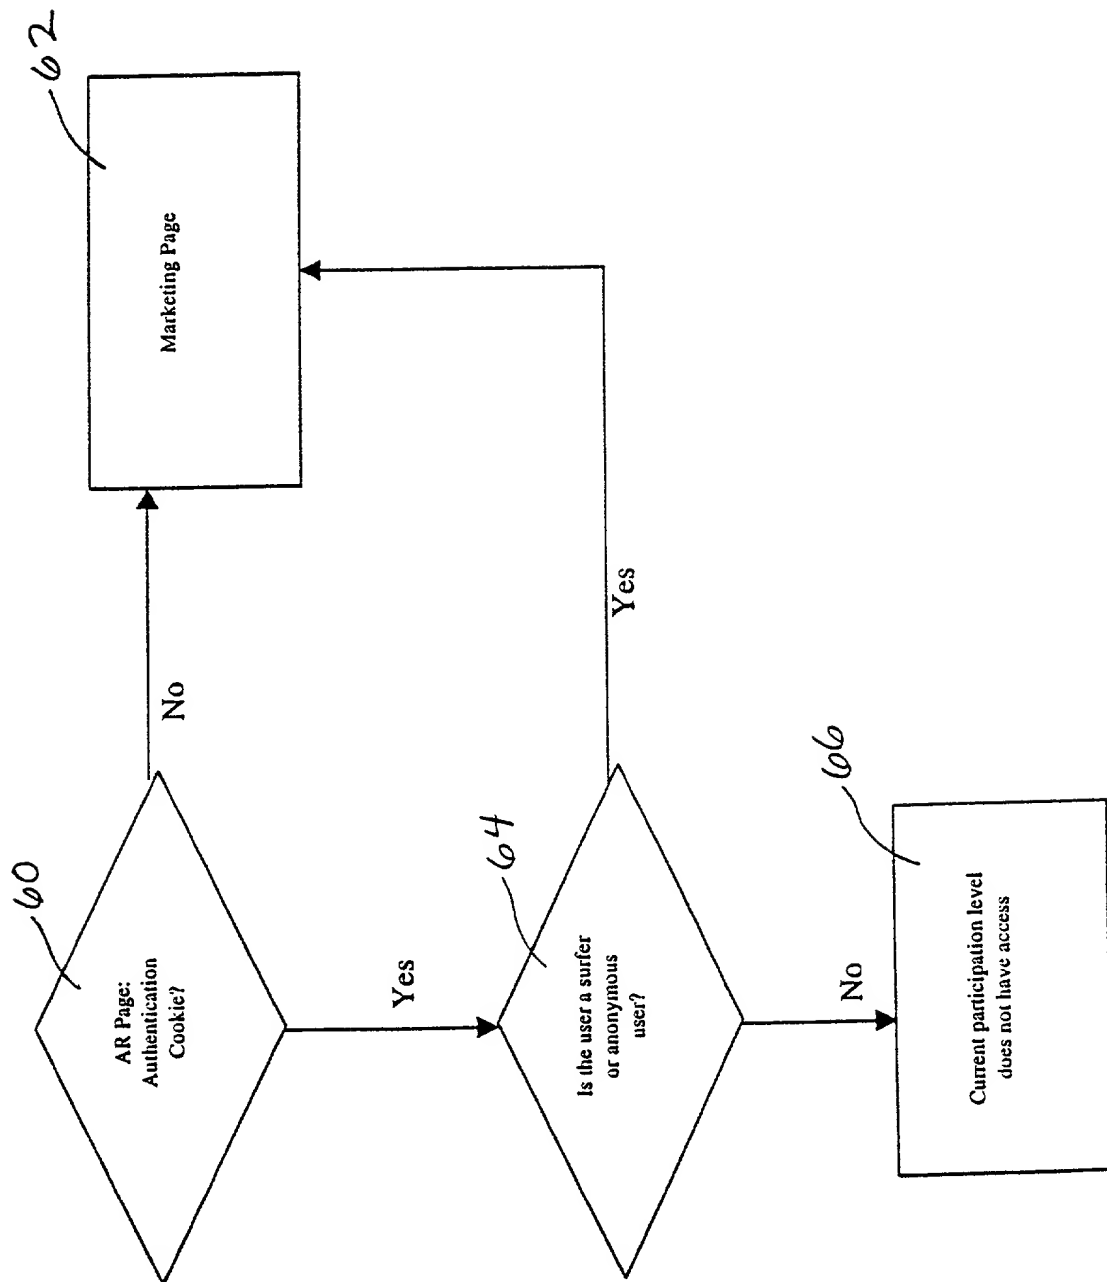 60
AR Page:
Authentication
Cookie?
No
62
Marketing Page
Yes
64
Is the user a surfer
or anonymous
user?
Yes
No
66
Current participation level
does not have access